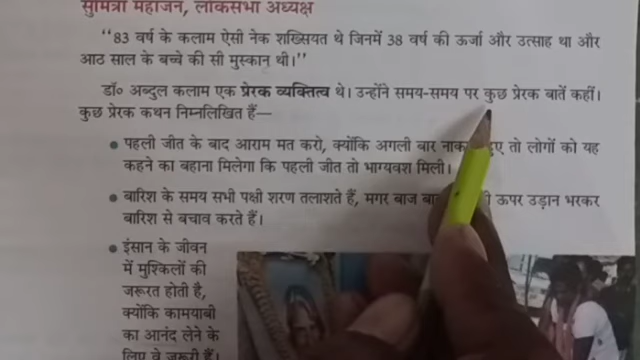 सुमित्रा महाजन, लोकसभा अध्यक्ष
“83 वर्ष के कलाम ऐसी नेक शख्सियत थे जिनमें 38 वर्ष की ऊर्जा और उत्साह था और
आठ साल के बच्चे की सी मुस्कान थी।”
डॉ० अब्दुल कलाम एक प्रेरक व्यक्तित्व थे। उन्होंने समय-समय पर कुछ प्रेरक बातें कहीं।
कुछ प्रेरक कथन निम्नलिखित हैं—
● पहली जीत के बाद आराम मत करो, क्योंकि अगली बार तो लोगों को यह
कहने का बहाना मिलेगा कि पहली जीत तो भाग्यवश मिली।
● बारिश के समय सभी पक्षी शरण तलाशते हैं, मगर बाज ऊपर उड़ान भरकर
बारिश से बचाव करते हैं।
● इंसान के जीवन
में मुश्किलों की
जरूरत होती है,
क्योंकि कामयाबी
का आनंद लेने के
लिए वे जरूरी हैं।